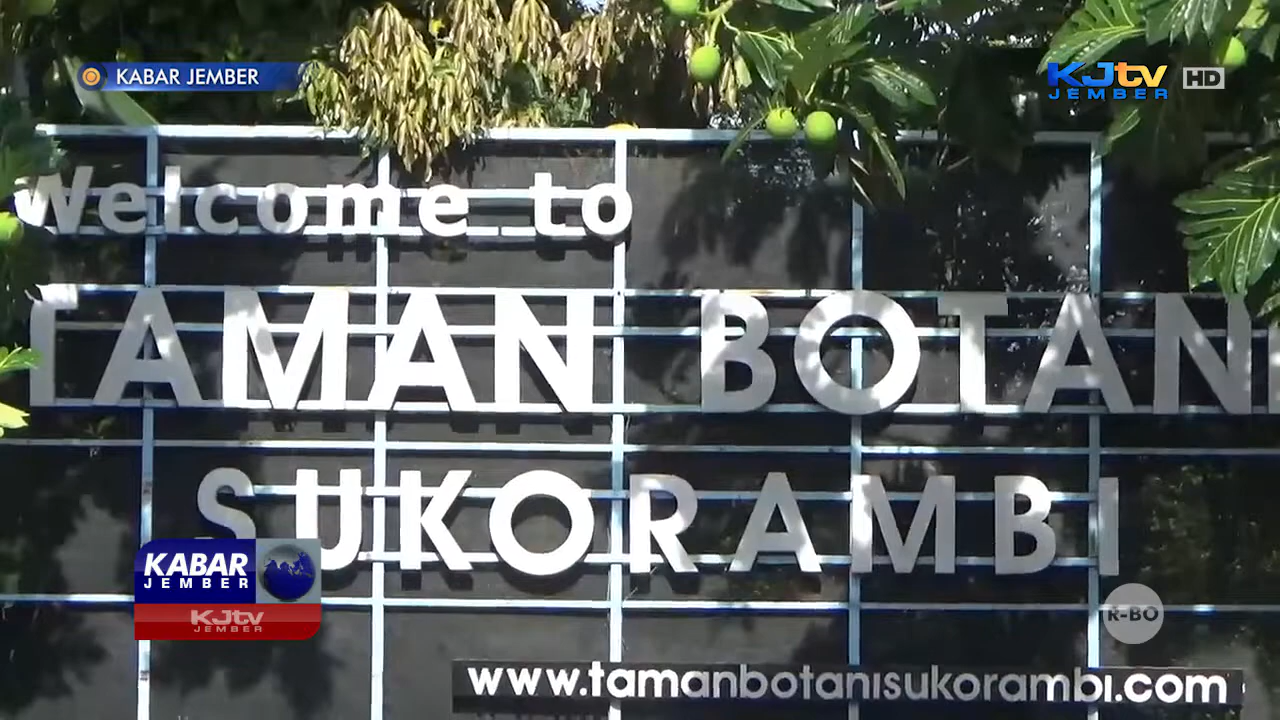 KABAR JEMBER
KJtv HD
JEMBER
Welcome to
TAMAN BOTANI
SUKORAMBI
KABAR
JEMBER
KJtv
JEMBER
R-BO
www.tamanbotanisukorambi.com